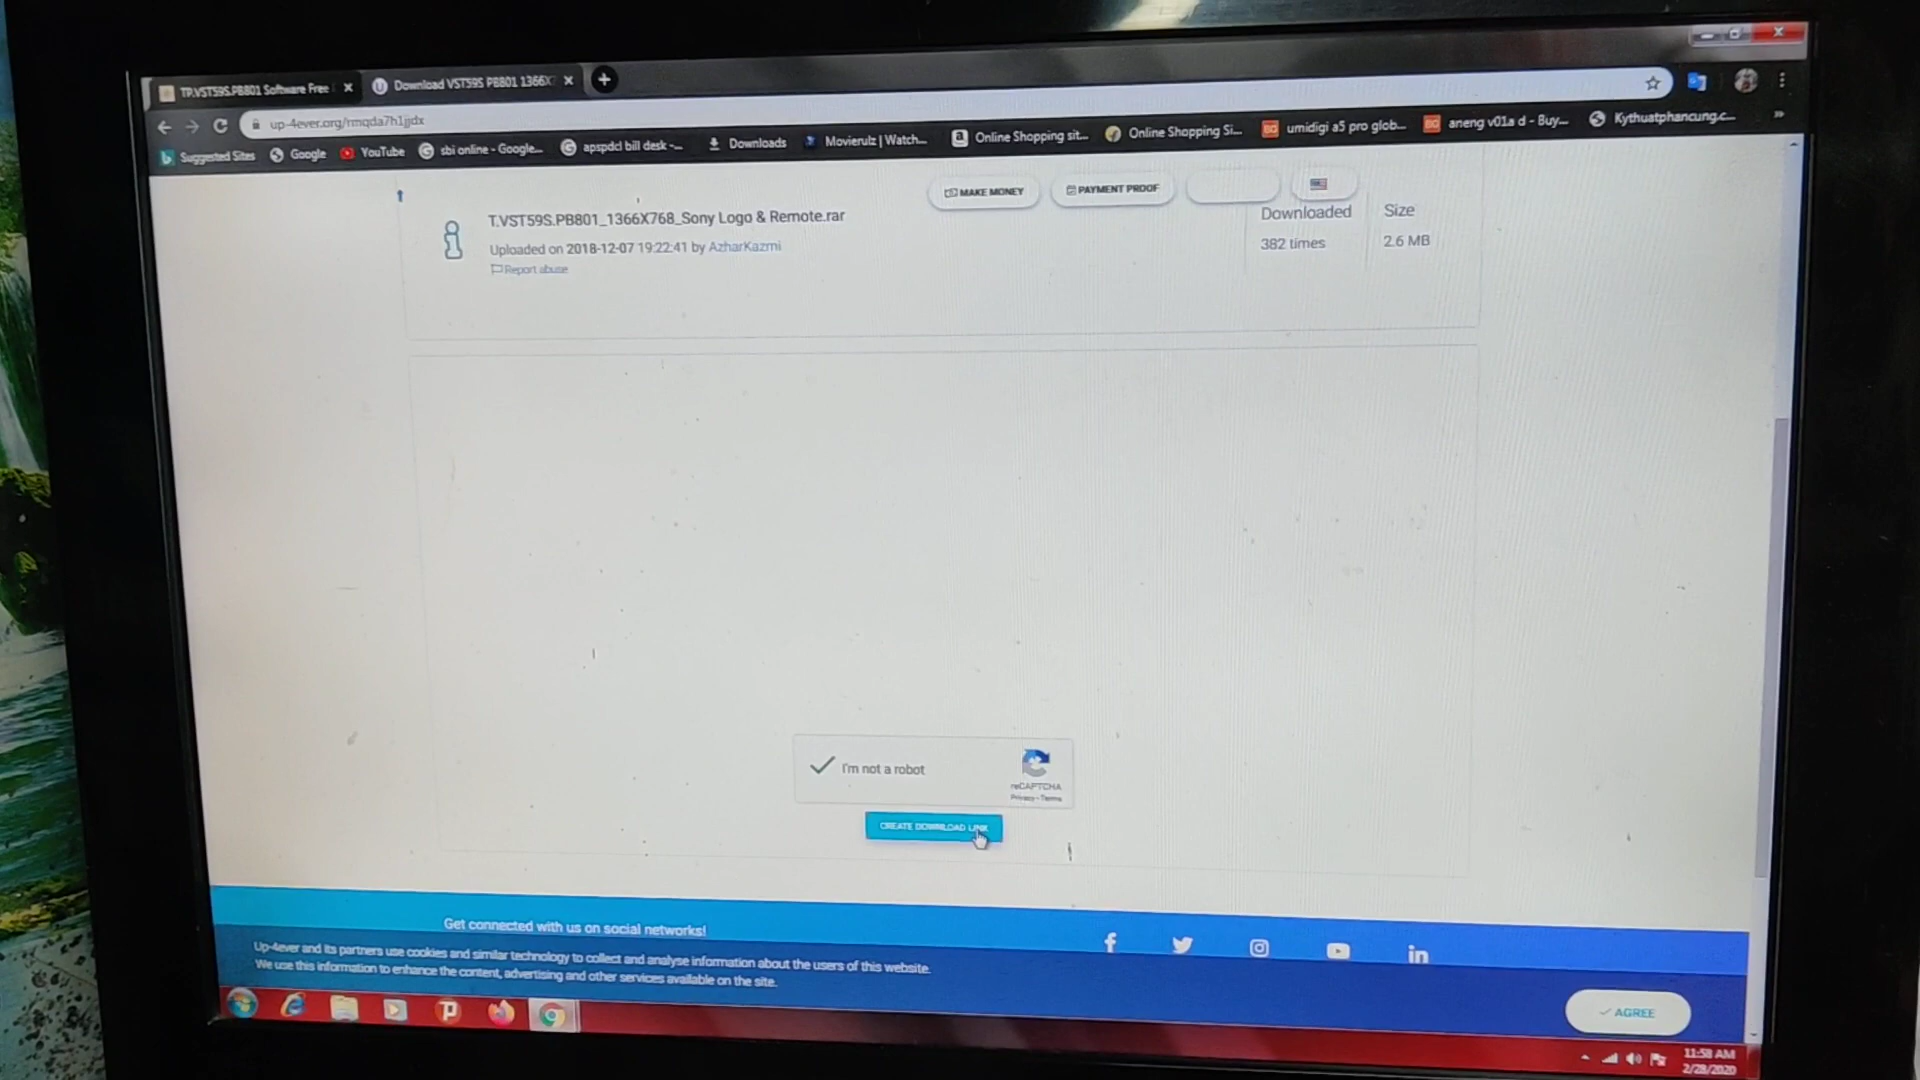 TP.VST59S.PB801 Software Free
Download VST59S PB801 1366X
up-4ever.org/rmqda7h1jjdx
Suggested Sites
Google
YouTube
sbi online - Google...
apspdcl bill desk -...
Downloads
Movierulz | Watch...
Online Shopping sit...
Online Shopping Si...
umidigi a5 pro glob...
aneng v01a d - Buy...
Kythuatphancung.c...
MAKE MONEY
PAYMENT PROOF
T.VST59S.PB801_1366X768_Sony Logo & Remote.rar
Downloaded
Size
Uploaded on 2018-12-07 19:22:41 by AzharKazmi
382 times
2.6 MB
Report abuse
I'm not a robot
reCAPTCHA
Privacy - Terms
CREATE DOWNLOAD LINK
Get connected with us on social networks!
Up-4ever and its partners use cookies and similar technology to collect and analyse information about the users of this website.
We use this information to enhance the content, advertising and other services available on the site.
AGREE
11:58 AM
2/28/2020